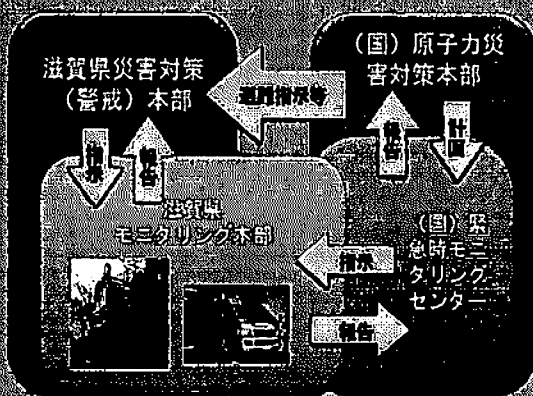 滋賀県災害対策
（警戒）本部
（国）原子力災
害対策本部
避難指示等
指示
報告
報告
計画
滋賀県
モニタリング本部
（国）緊
急時モニ
タリング
センター
指示
報告